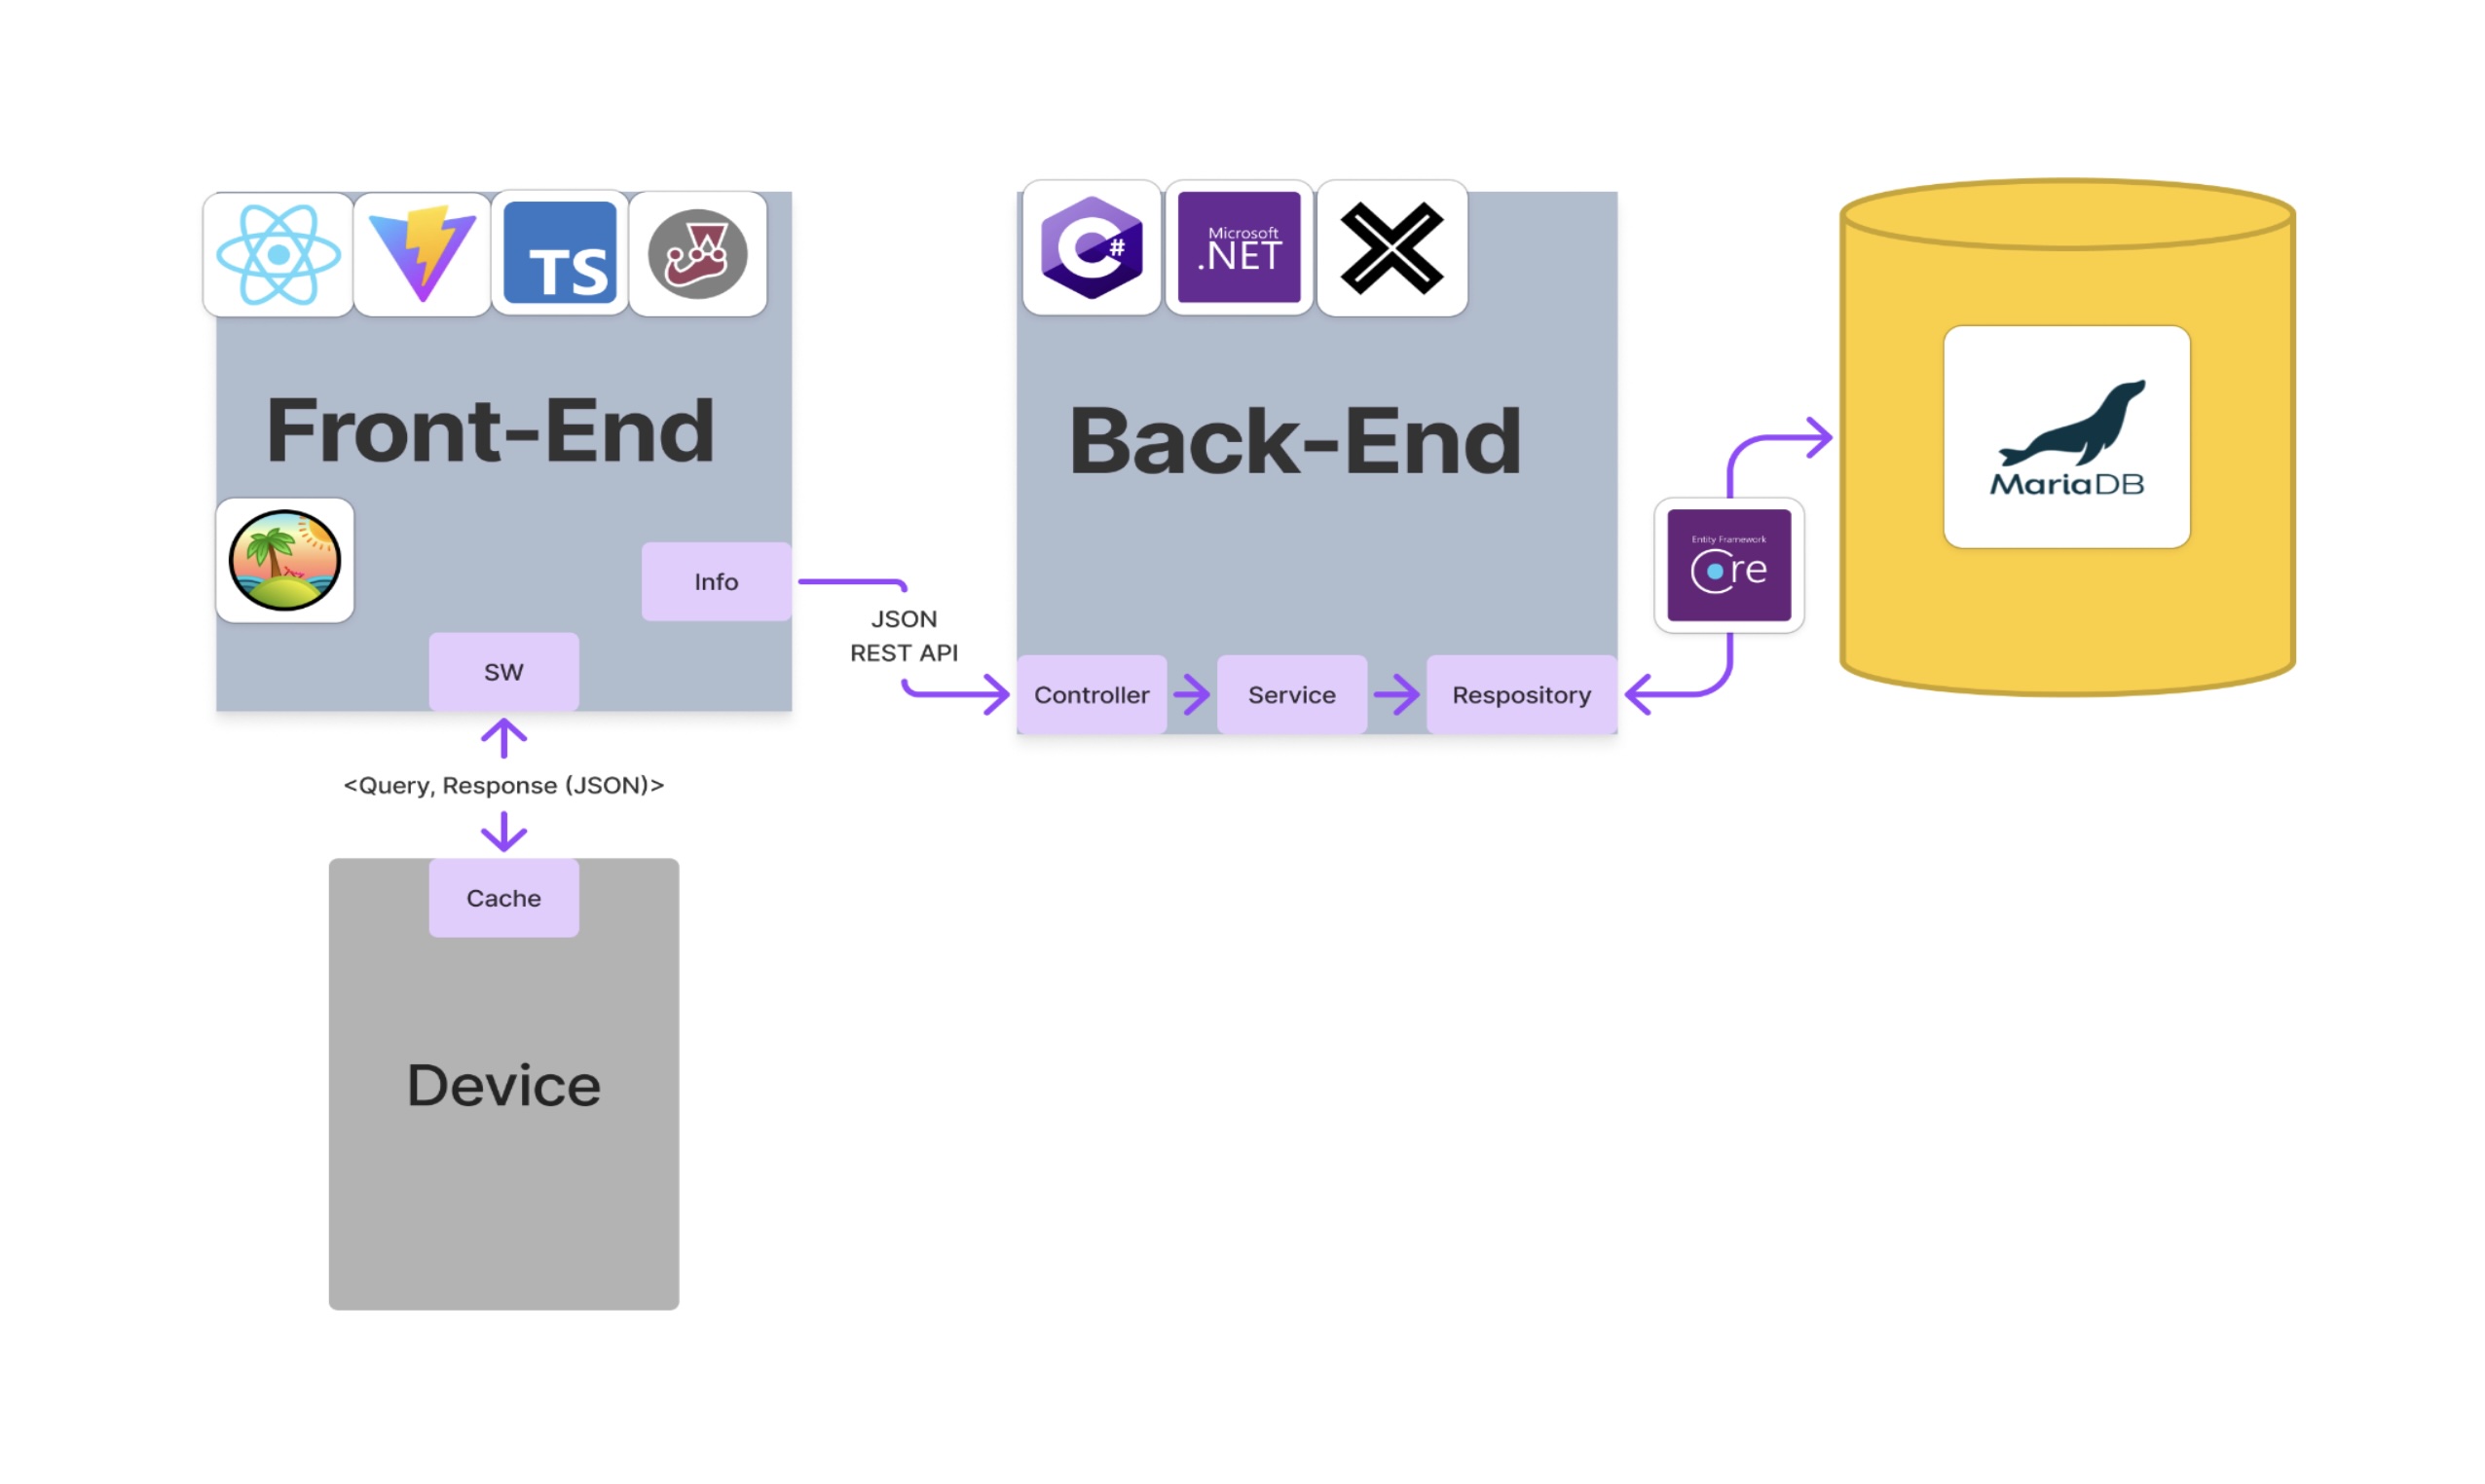 TS
C#
Microsoft
.NET
Front-End
Back-End
MariaDB
Entity Framework
Core
Info
JSON
REST API
SW
Controller
Service
Respository
<Query, Response (JSON)>
Cache
Device